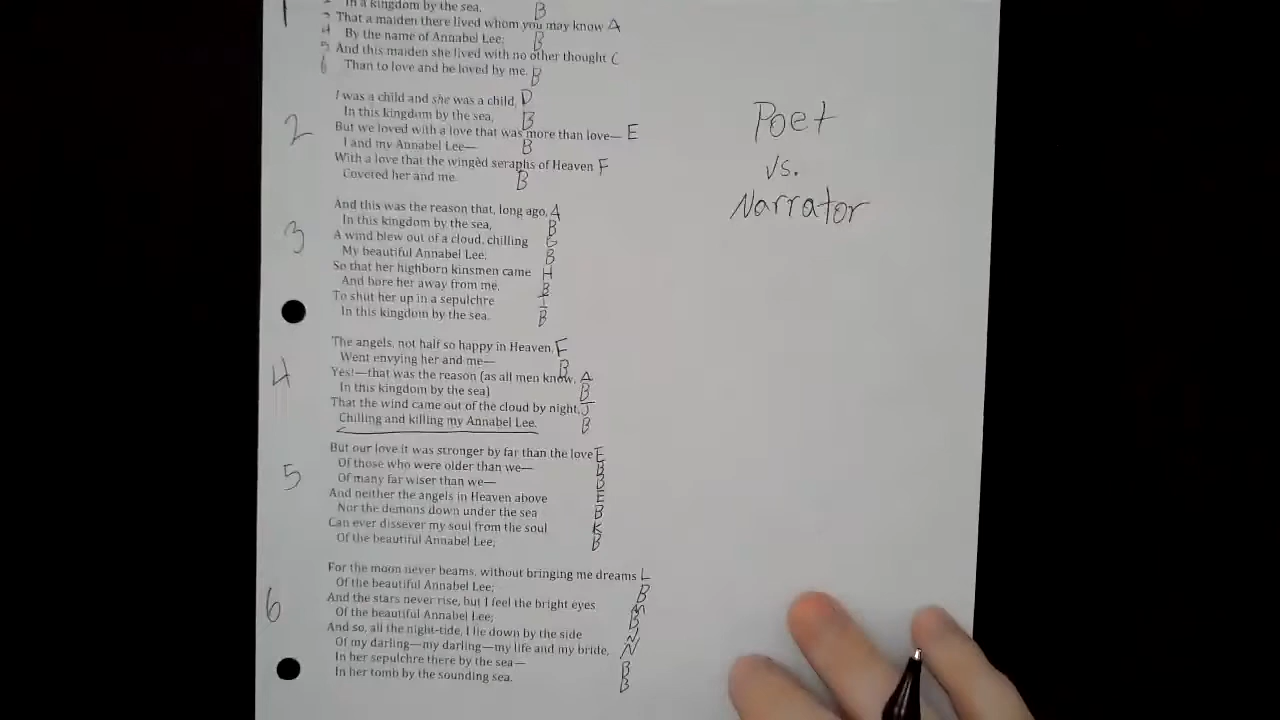 1
2 In a kingdom by the sea, B
3 That a maiden there lived whom you may know A
4 By the name of Annabel Lee; B
5 And this maiden she lived with no other thought C
6 Than to love and be loved by me. B
I was a child and she was a child, D
In this kingdom by the sea, B
2 But we loved with a love that was more than love— E
I and my Annabel Lee— B
With a love that the wingèd seraphs of Heaven F
Coveted her and me. B
And this was the reason that, long ago, A
In this kingdom by the sea, B
3 A wind blew out of a cloud, chilling G
My beautiful Annabel Lee; B
So that her highborn kinsmen came H
And bore her away from me, B
To shut her up in a sepulchre I
In this kingdom by the sea. B
The angels, not half so happy in Heaven, F
Went envying her and me— B
4 Yes!—that was the reason (as all men know, A
In this kingdom by the sea) B
That the wind came out of the cloud by night, J
Chilling and killing my Annabel Lee. B
But our love it was stronger by far than the love E
Of those who were older than we— B
5 Of many far wiser than we— B
And neither the angels in Heaven above E
Nor the demons down under the sea B
Can ever dissever my soul from the soul K
Of the beautiful Annabel Lee; B
For the moon never beams, without bringing me dreams L
Of the beautiful Annabel Lee; B
6 And the stars never rise, but I feel the bright eyes M
Of the beautiful Annabel Lee; B
And so, all the night-tide, I lie down by the side N
Of my darling—my darling—my life and my bride, N
In her sepulchre there by the sea— B
In her tomb by the sounding sea. B
Poet
vs.
Narrator